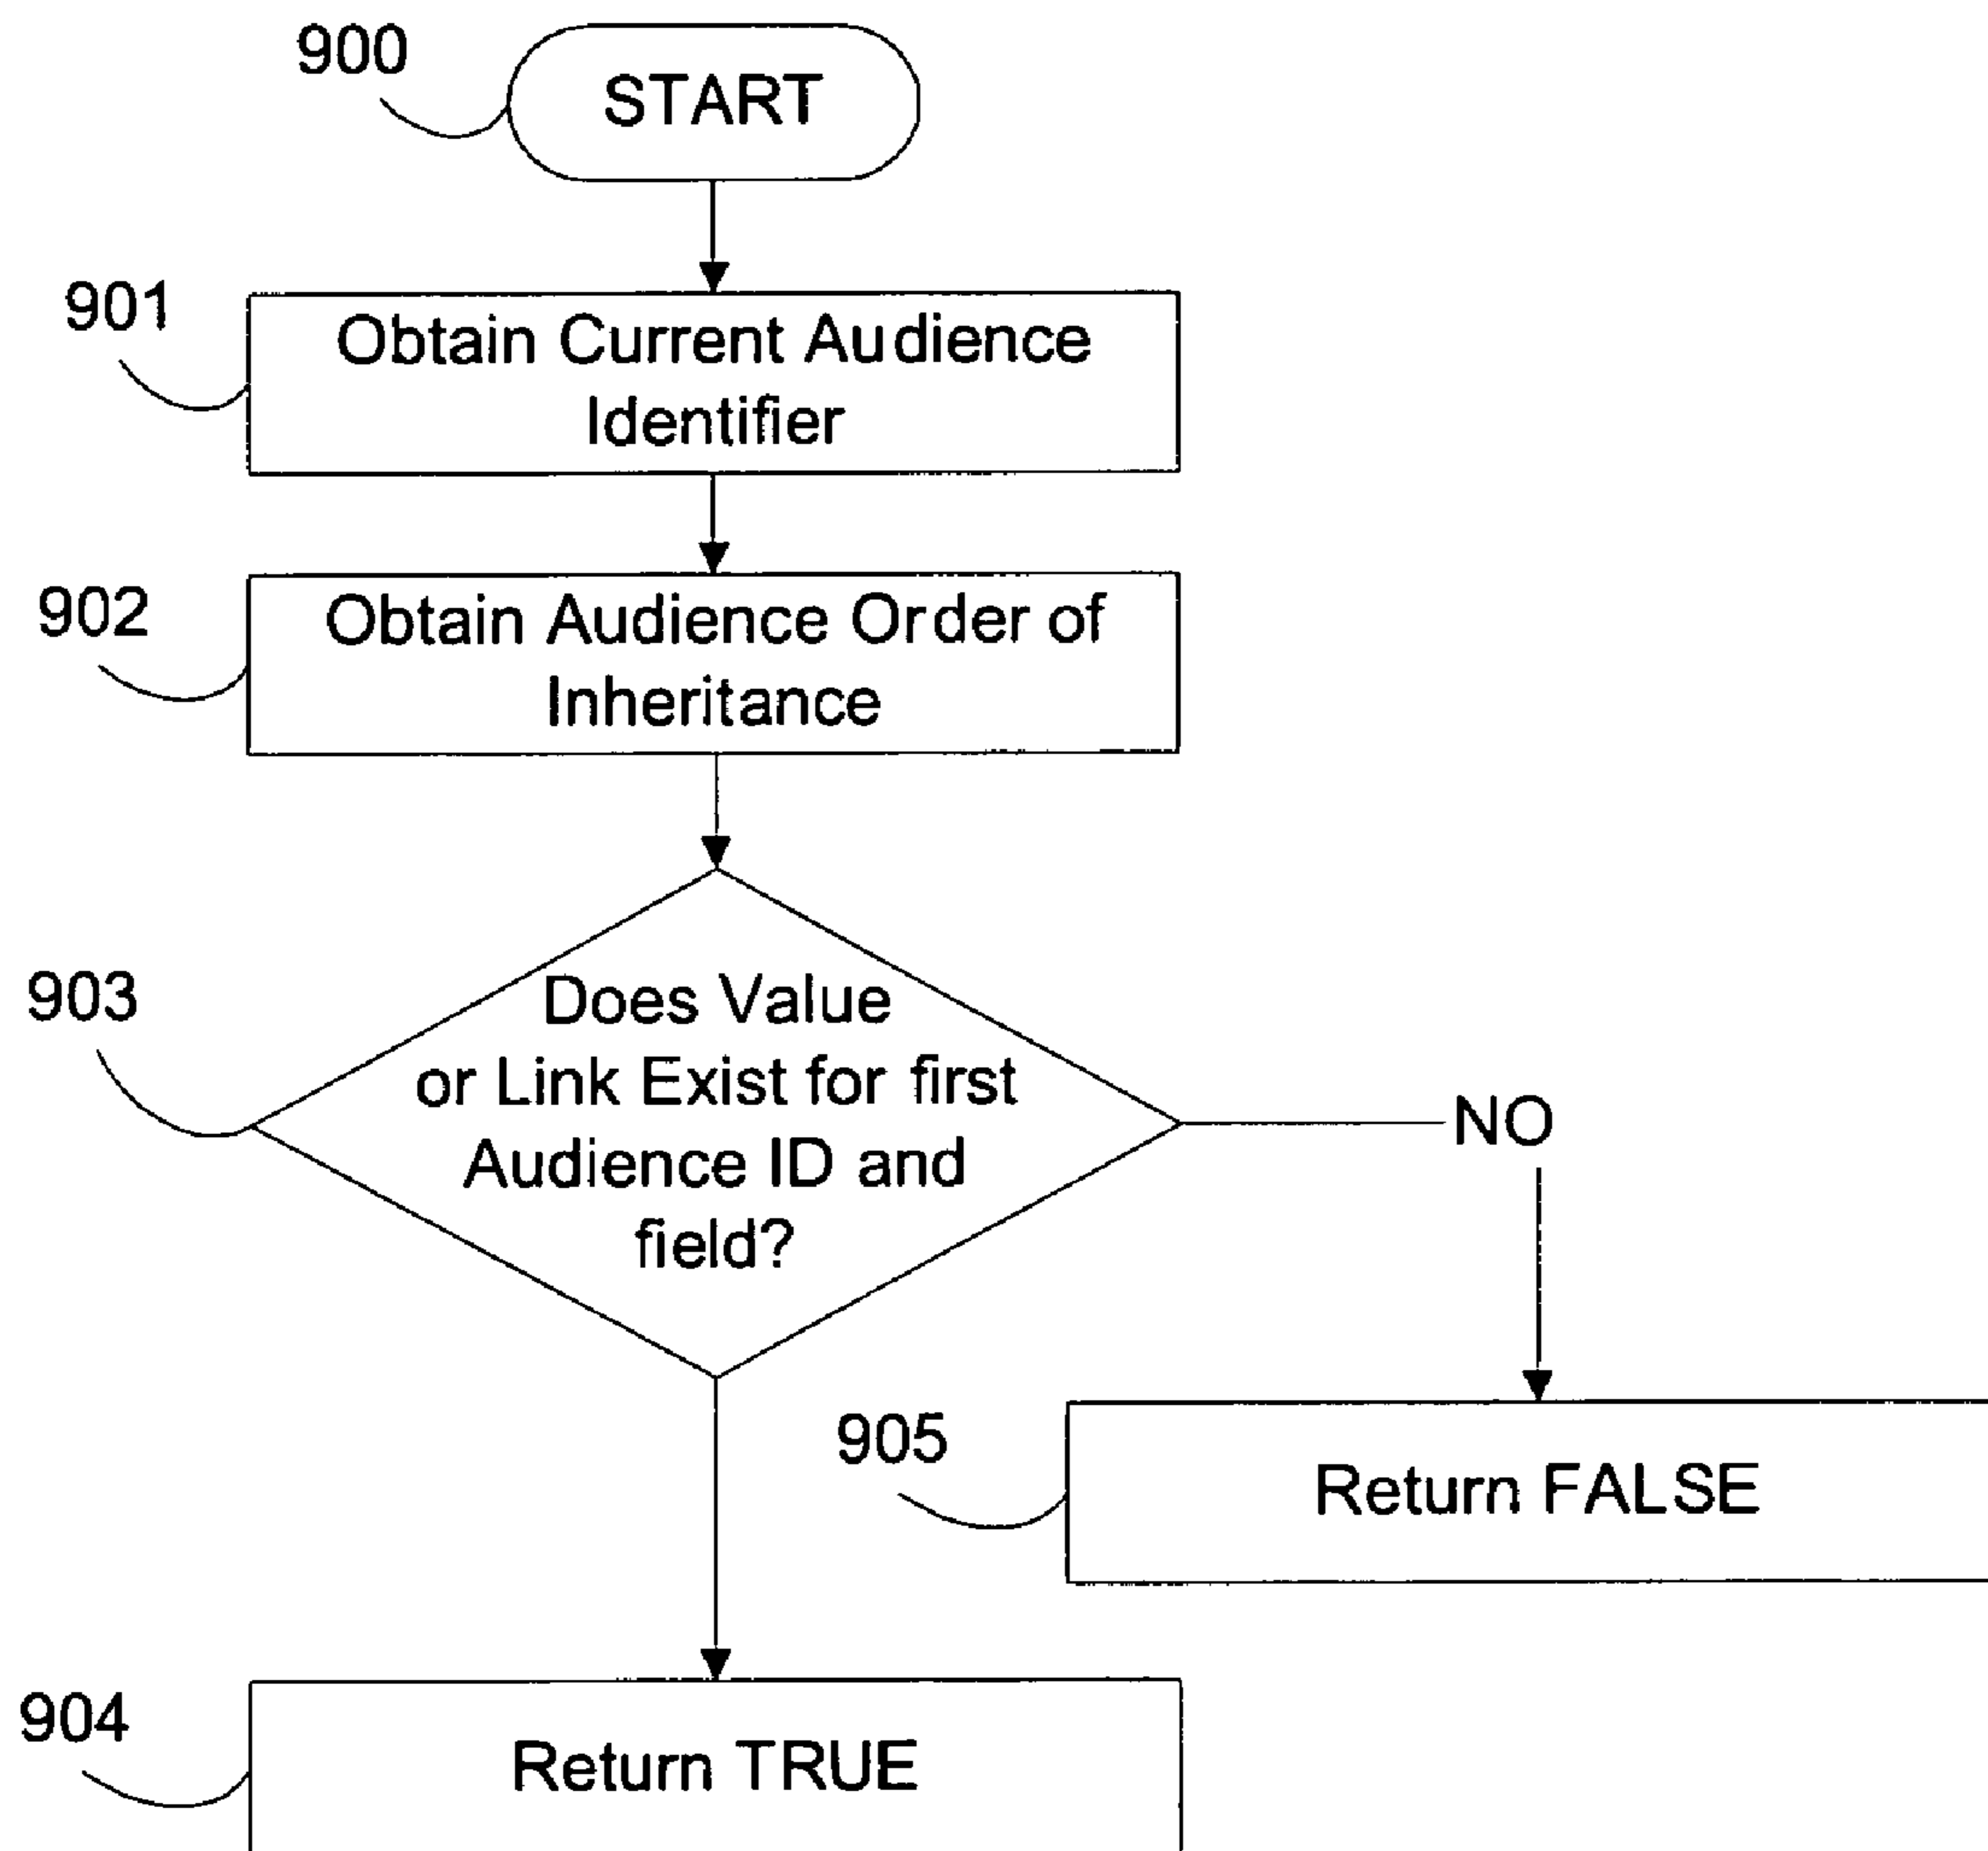 900
START
901
Obtain Current Audience
Identifier
902
Obtain Audience Order of
Inheritance
903
Does Value
or Link Exist for first
Audience ID and
field?
NO
905
Return FALSE
904
Return TRUE